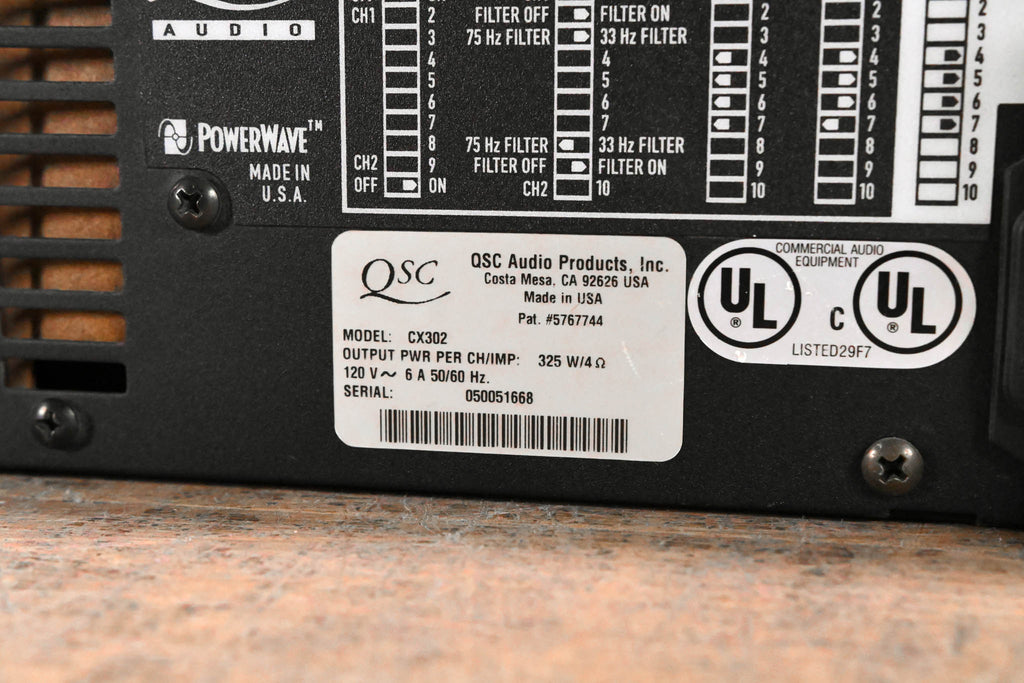 AUDIO
POWERWAVE™
MADE IN
U.S.A.
CH1 2
3
4
5
6
7
8
CH2 9
OFF ON
FILTER OFF FILTER ON
75 Hz FILTER 33 Hz FILTER
4
5
6
7
75 Hz FILTER 33 Hz FILTER
FILTER OFF FILTER ON
CH2 10
2
3
4
5
6
7
8
9
10
2
3
4
5
6
7
8
9
10
2
3
4
5
6
7
8
9
10
QSC
QSC Audio Products, Inc.
Costa Mesa. CA 92626 USA
Made in USA
Pat. #5767744
MODEL: CX302
OUTPUT PWR PER CH/IMP: 325 W/4 Ω
120 V ~ 6 A 50/60 Hz.
SERIAL: 050051668
COMMERCIAL AUDIO
EQUIPMENT
UL ® C UL ®
LISTED29F7